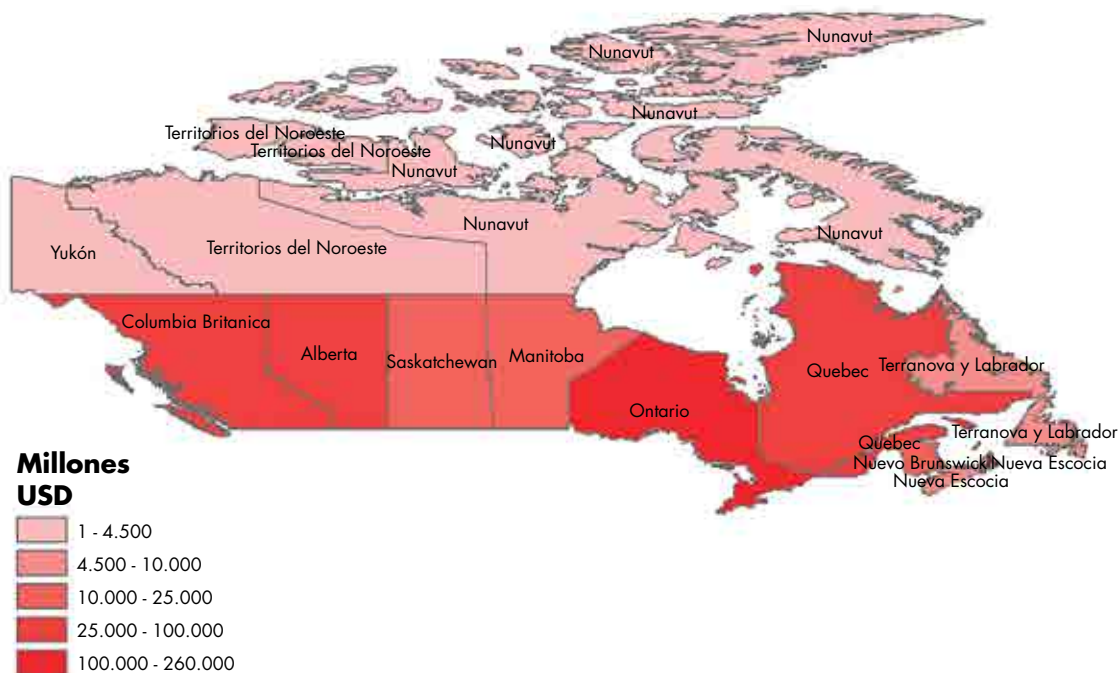 Nunavut
Nunavut
Nunavut
Territorios del Noroeste
Nunavut
Territorios del Noroeste
Nunavut
Nunavut
Nunavut
Territorios del Noroeste
Yukón
Columbia Britanica
Alberta
Saskatchewan
Manitoba
Quebec
Terranova y Labrador
Ontario
Terranova y Labrador
Quebec
Nuevo Brunswick
Nueva Escocia
Nueva Escocia
Millones
USD
1 - 4.500
4.500 - 10.000
10.000 - 25.000
25.000 - 100.000
100.000 - 260.000